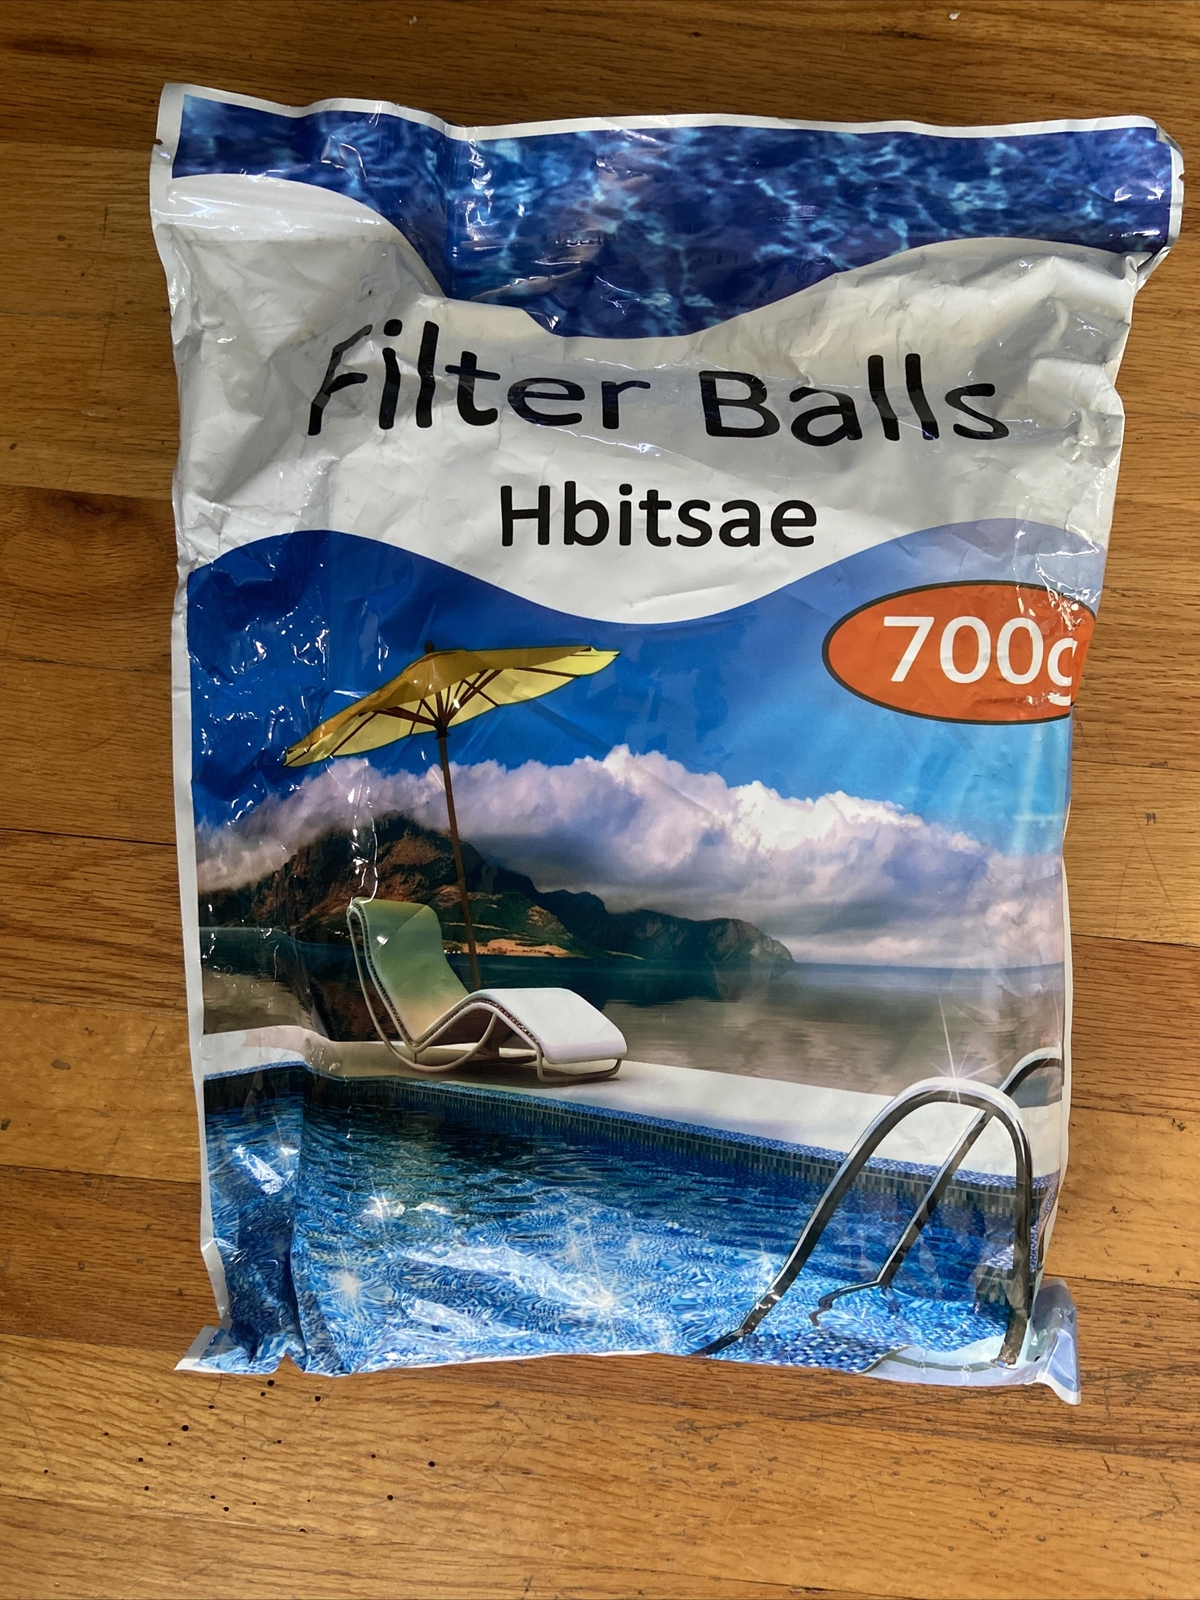 Filter Balls
Hbitsae
700g